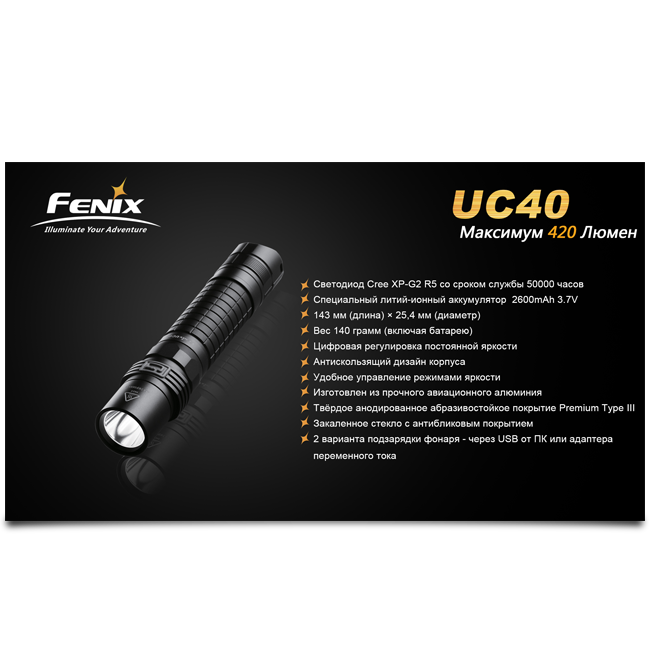 FENIX
Illuminate Your Adventure
UC40
Максимум 420 Люмен
Светодиод Cree XP-G2 R5 со сроком службы 50000 часов
Специальный литий-ионный аккумулятор 2600mAh 3.7V
143 мм (длина) × 25,4 мм (диаметр)
Вес 140 грамм (включая батарею)
Цифровая регулировка постоянной яркости
Антискользящий дизайн корпуса
Удобное управление режимами яркости
Изготовлен из прочного авиационного алюминия
Твёрдое анодированное абразивостойкое покрытие Premium Type III
Закаленное стекло с антибликовым покрытием
2 варианта подзарядки фонаря - через USB от ПК или адаптера
переменного тока